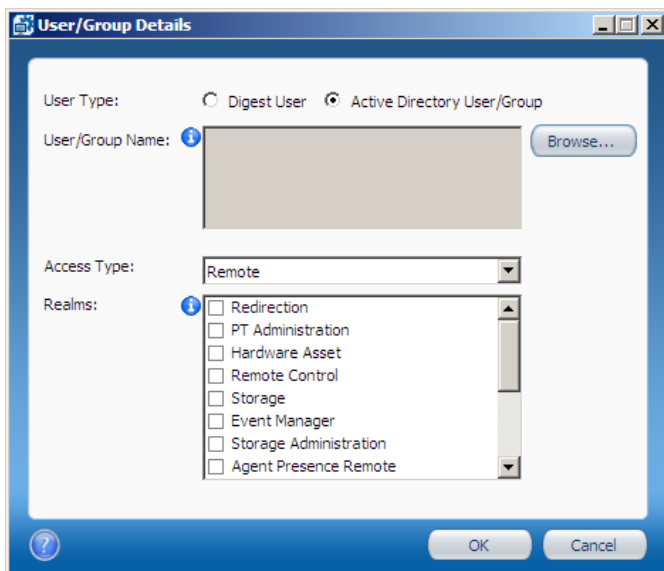 User/Group Details
User Type: Digest User Active Directory User/Group
User/Group Name: Browse...
Access Type: Remote
Realms: Redirection
PT Administration
Hardware Asset
Remote Control
Storage
Event Manager
Storage Administration
Agent Presence Remote
OK Cancel